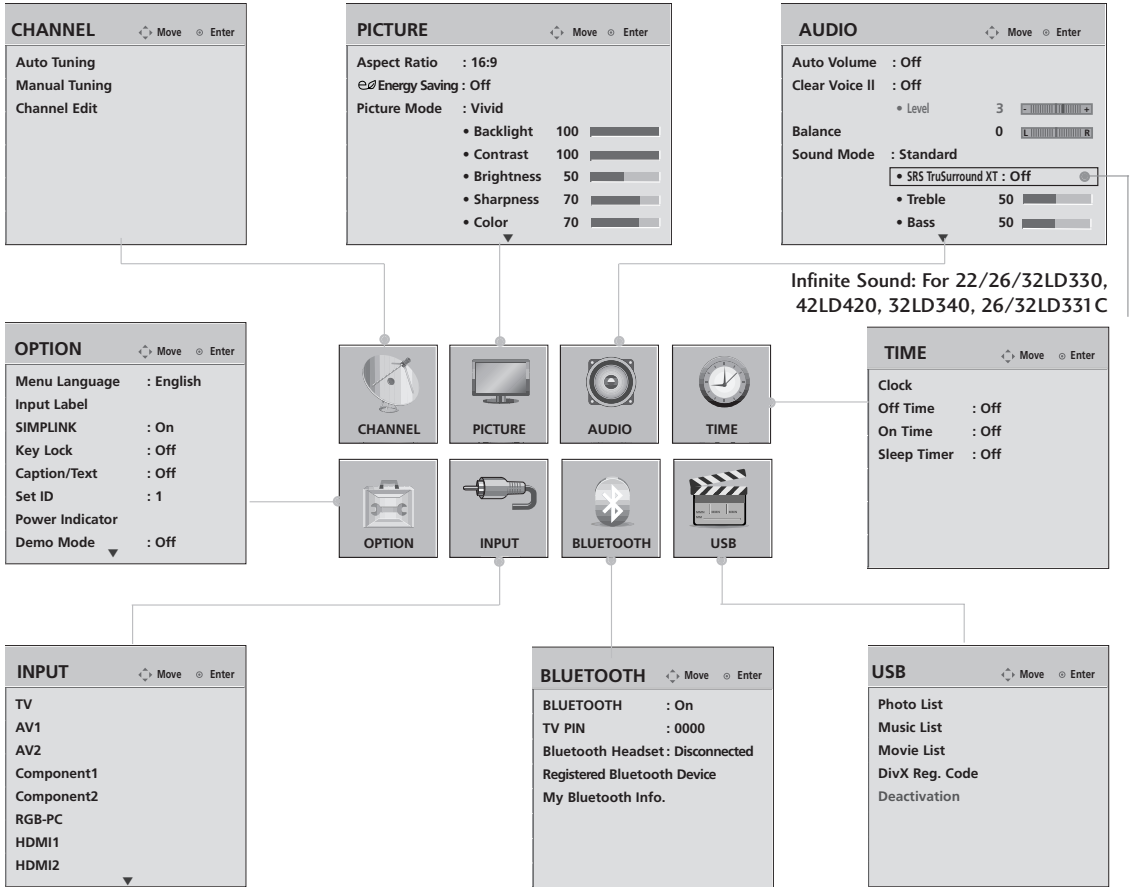 CHANNEL Move Enter
Auto Tuning
Manual Tuning
Channel Edit
PICTURE Move Enter
Aspect Ratio : 16:9
Energy Saving : Off
Picture Mode : Vivid
• Backlight 100
• Contrast 100
• Brightness 50
• Sharpness 70
• Color 70
AUDIO Move Enter
Auto Volume : Off
Clear Voice ll : Off
• Level 3 - +
Balance 0 L R
Sound Mode : Standard
• SRS TruSurround XT : Off
• Treble 50
• Bass 50
Infinite Sound: For 22/26/32LD330,
42LD420, 32LD340, 26/32LD331C
OPTION Move Enter
Menu Language : English
Input Label
SIMPLINK : On
Key Lock : Off
Caption/Text : Off
Set ID : 1
Power Indicator
Demo Mode : Off
CHANNEL
PICTURE
AUDIO
TIME
OPTION
INPUT
BLUETOOTH
USB
TIME Move Enter
Clock
Off Time : Off
On Time : Off
Sleep Timer : Off
INPUT Move Enter
TV
AV1
AV2
Component1
Component2
RGB-PC
HDMI1
HDMI2
BLUETOOTH Move Enter
BLUETOOTH : On
TV PIN : 0000
Bluetooth Headset : Disconnected
Registered Bluetooth Device
My Bluetooth Info.
USB Move Enter
Photo List
Music List
Movie List
DivX Reg. Code
Deactivation